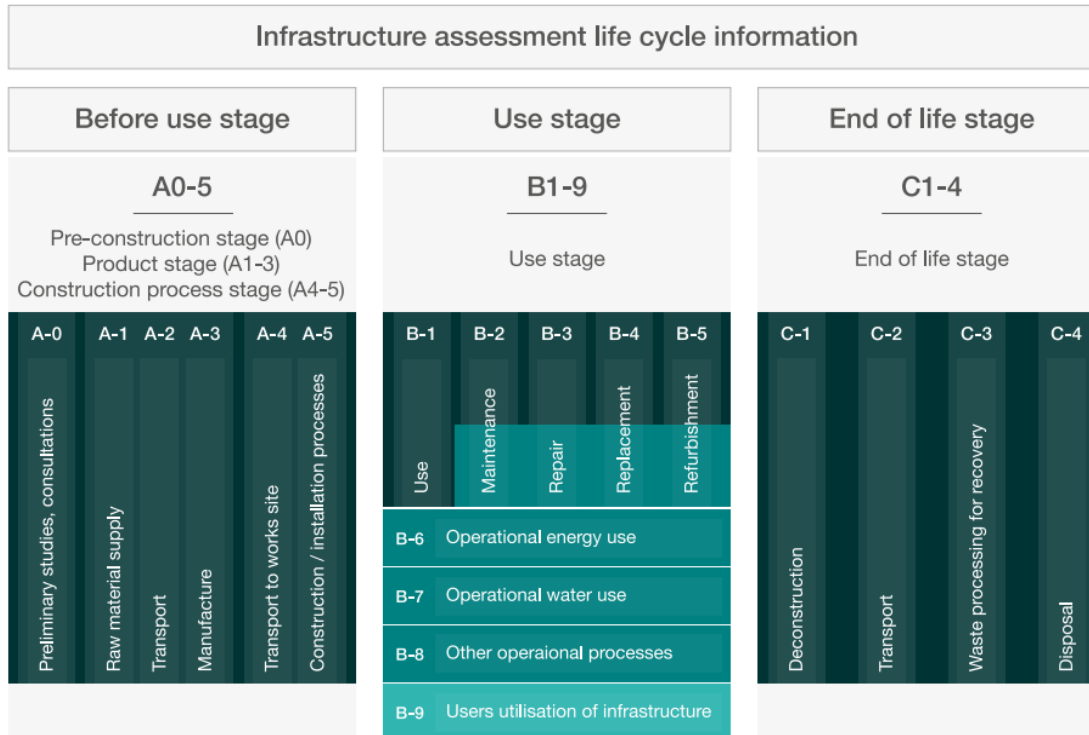 Infrastructure assessment life cycle information
Before use stage
A0-5
Pre-construction stage (A0)
Product stage (A1-3)
Construction process stage (A4-5)
A-0
A-1
A-2
A-3
A-4
A-5
Preliminary studies, consultations
Raw material supply
Transport
Manufacture
Transport to works site
Construction / installation processes
Use stage
B1-9
Use stage
B-1
B-2
B-3
B-4
B-5
Use
Maintenance
Repair
Replacement
Refurbishment
B-6 Operational energy use
B-7 Operational water use
B-8 Other operaional processes
B-9 Users utilisation of infrastructure
End of life stage
C1-4
End of life stage
C-1
C-2
C-3
C-4
Deconstruction
Transport
Waste processing for recovery
Disposal